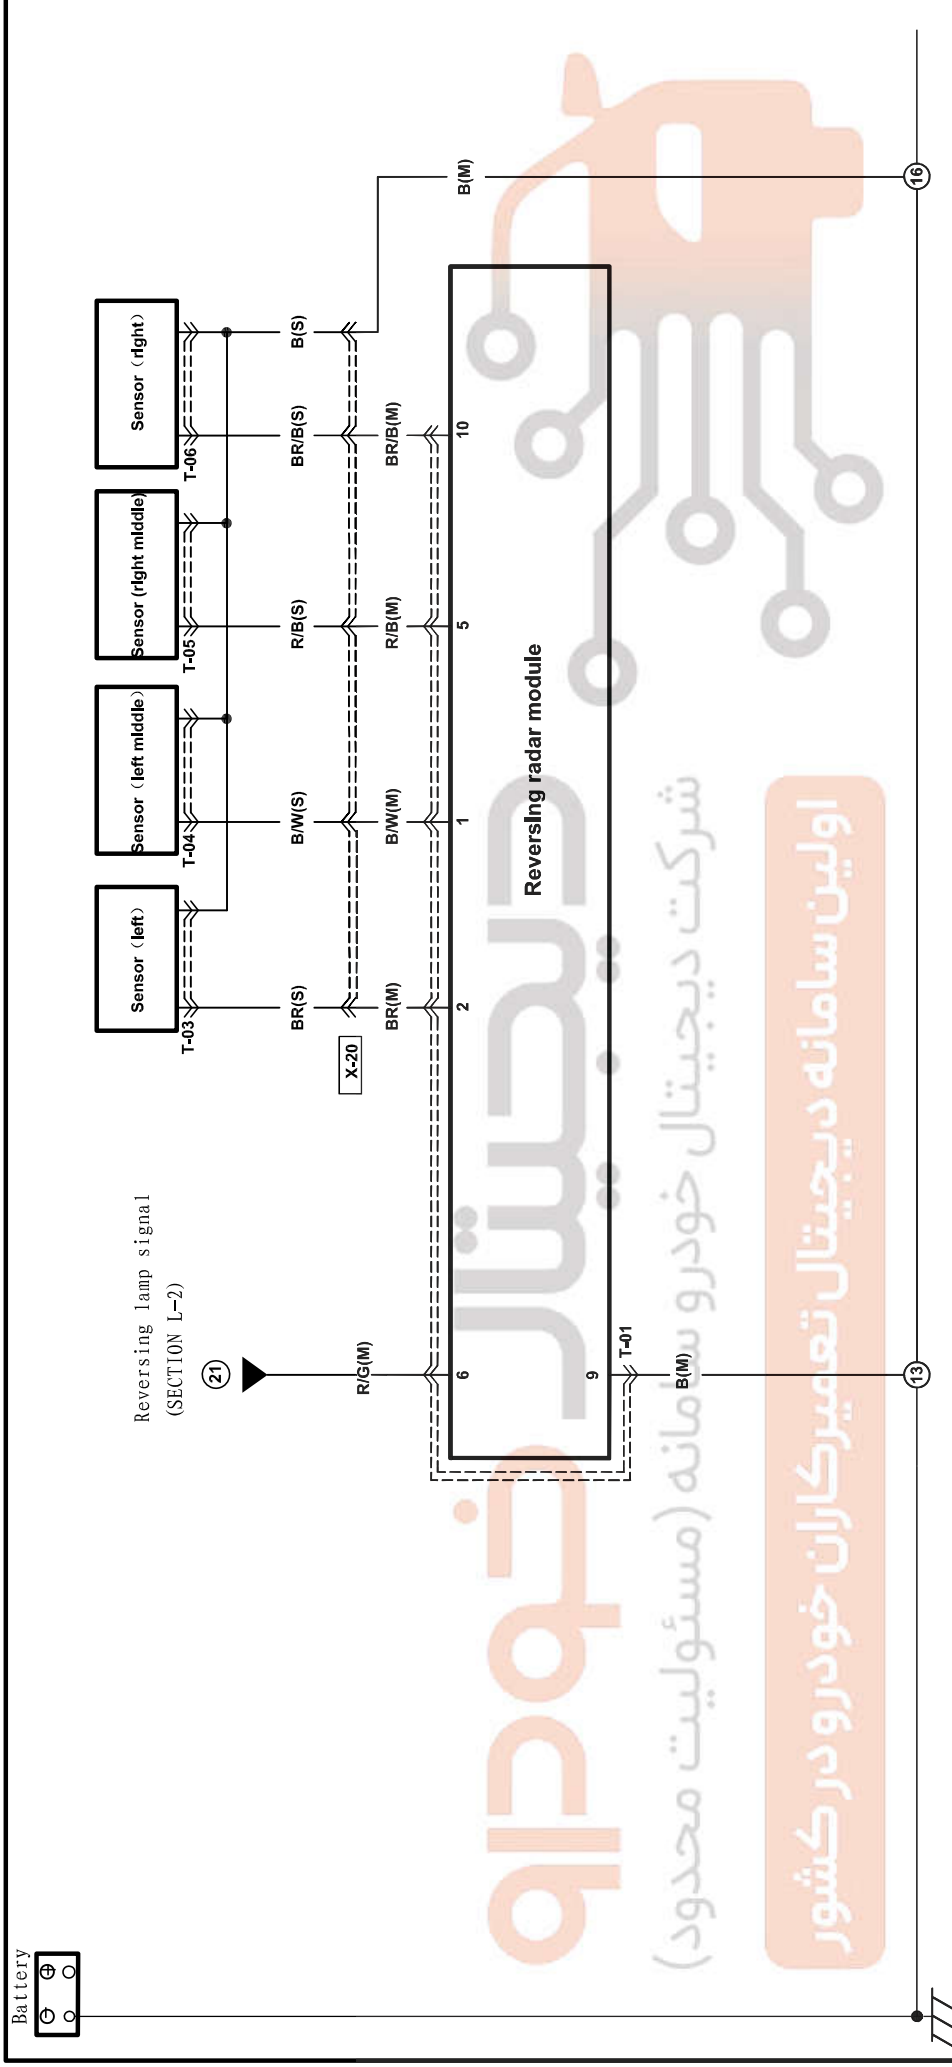 Battery
Reversing lamp signal
(SECTION L-2)
21
Sensor (left)
Sensor (left middle)
Sensor (right middle)
Sensor (right)
T-03
T-04
T-05
T-06
BR(S)
B/W(S)
R/B(S)
BR/B(S)
B(S)
X-20
R/G(M)
BR(M)
B/W(M)
R/B(M)
BR/B(M)
B(M)
6
2
1
5
10
Reversing radar module
9
T-01
B(M)
13
16
دیجیتال خودرو
شرکت دیجیتال خودرو سامانه (مسئولیت محدود)
اولین سامانه دیجیتال تعمیرکاران خودرو در کشور